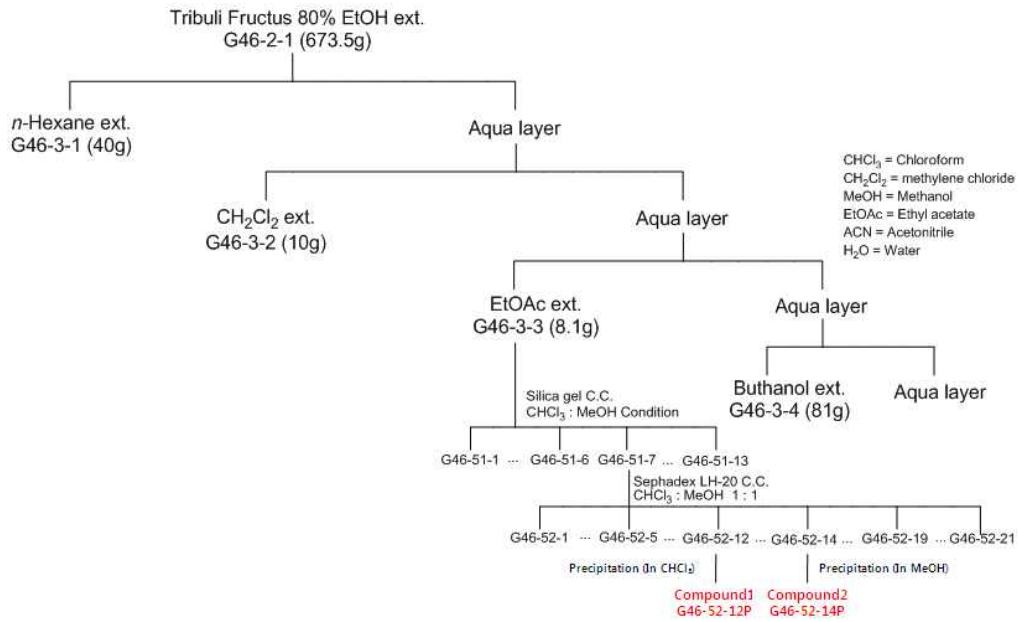 Tribuli Fructus 80% EtOH ext.
G46-2-1 (673.5g)
n-Hexane ext.
G46-3-1 (40g)
Aqua layer
CHCl₃ = Chloroform
CH₂Cl₂ = methylene chloride
MeOH = Methanol
EtOAc = Ethyl acetate
ACN = Acetonitrile
H₂O = Water
CH₂Cl₂ ext.
G46-3-2 (10g)
Aqua layer
EtOAc ext.
G46-3-3 (8.1g)
Aqua layer
Buthanol ext.
G46-3-4 (81g)
Aqua layer
Silica gel C.C.
CHCl₃ : MeOH Condition
G46-51-1 ... G46-51-6 G46-51-7 ... G46-51-13
Sephadex LH-20 C.C.
CHCl₃ : MeOH 1 : 1
G46-52-1 ... G46-52-5 ... G46-52-12 ... G46-52-14 ... G46-52-19 ... G46-52-21
Precipitation (In CHCl₃) Precipitation (In MeOH)
Compound1 Compound2
G46-52-12P G46-52-14P